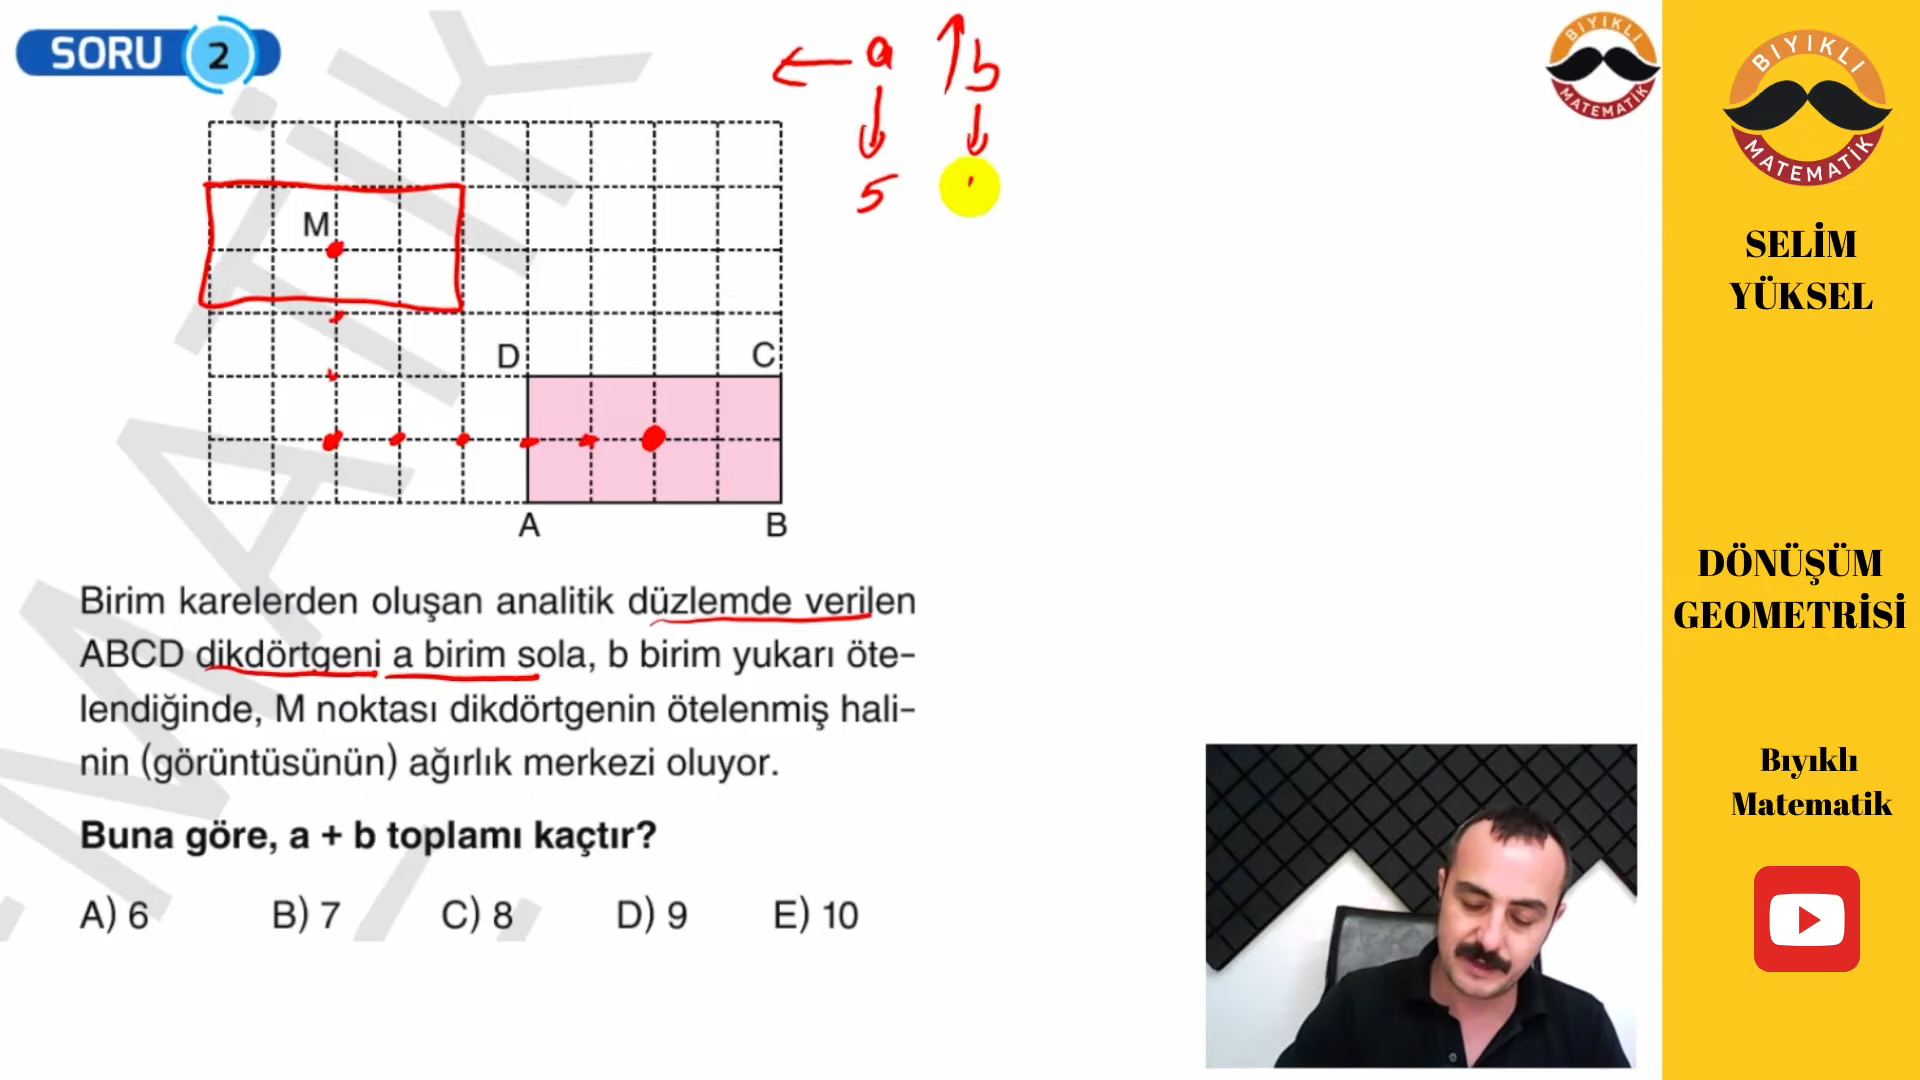 SORU 2
a b
5
M
D C
A B
Birim karelerden oluşan analitik düzlemde verilen
ABCD dikdörtgeni a birim sola, b birim yukarı öte-
lendiğinde, M noktası dikdörtgenin ötelenmiş hali-
nin (görüntüsünün) ağırlık merkezi oluyor.
Buna göre, a + b toplamı kaçtır?
A) 6 B) 7 C) 8 D) 9 E) 10
BIYIKLI
MATEMATİK
BIYIKLI
MATEMATİK
SELİM
YÜKSEL
DÖNÜŞÜM
GEOMETRİSİ
Bıyıklı
Matematik